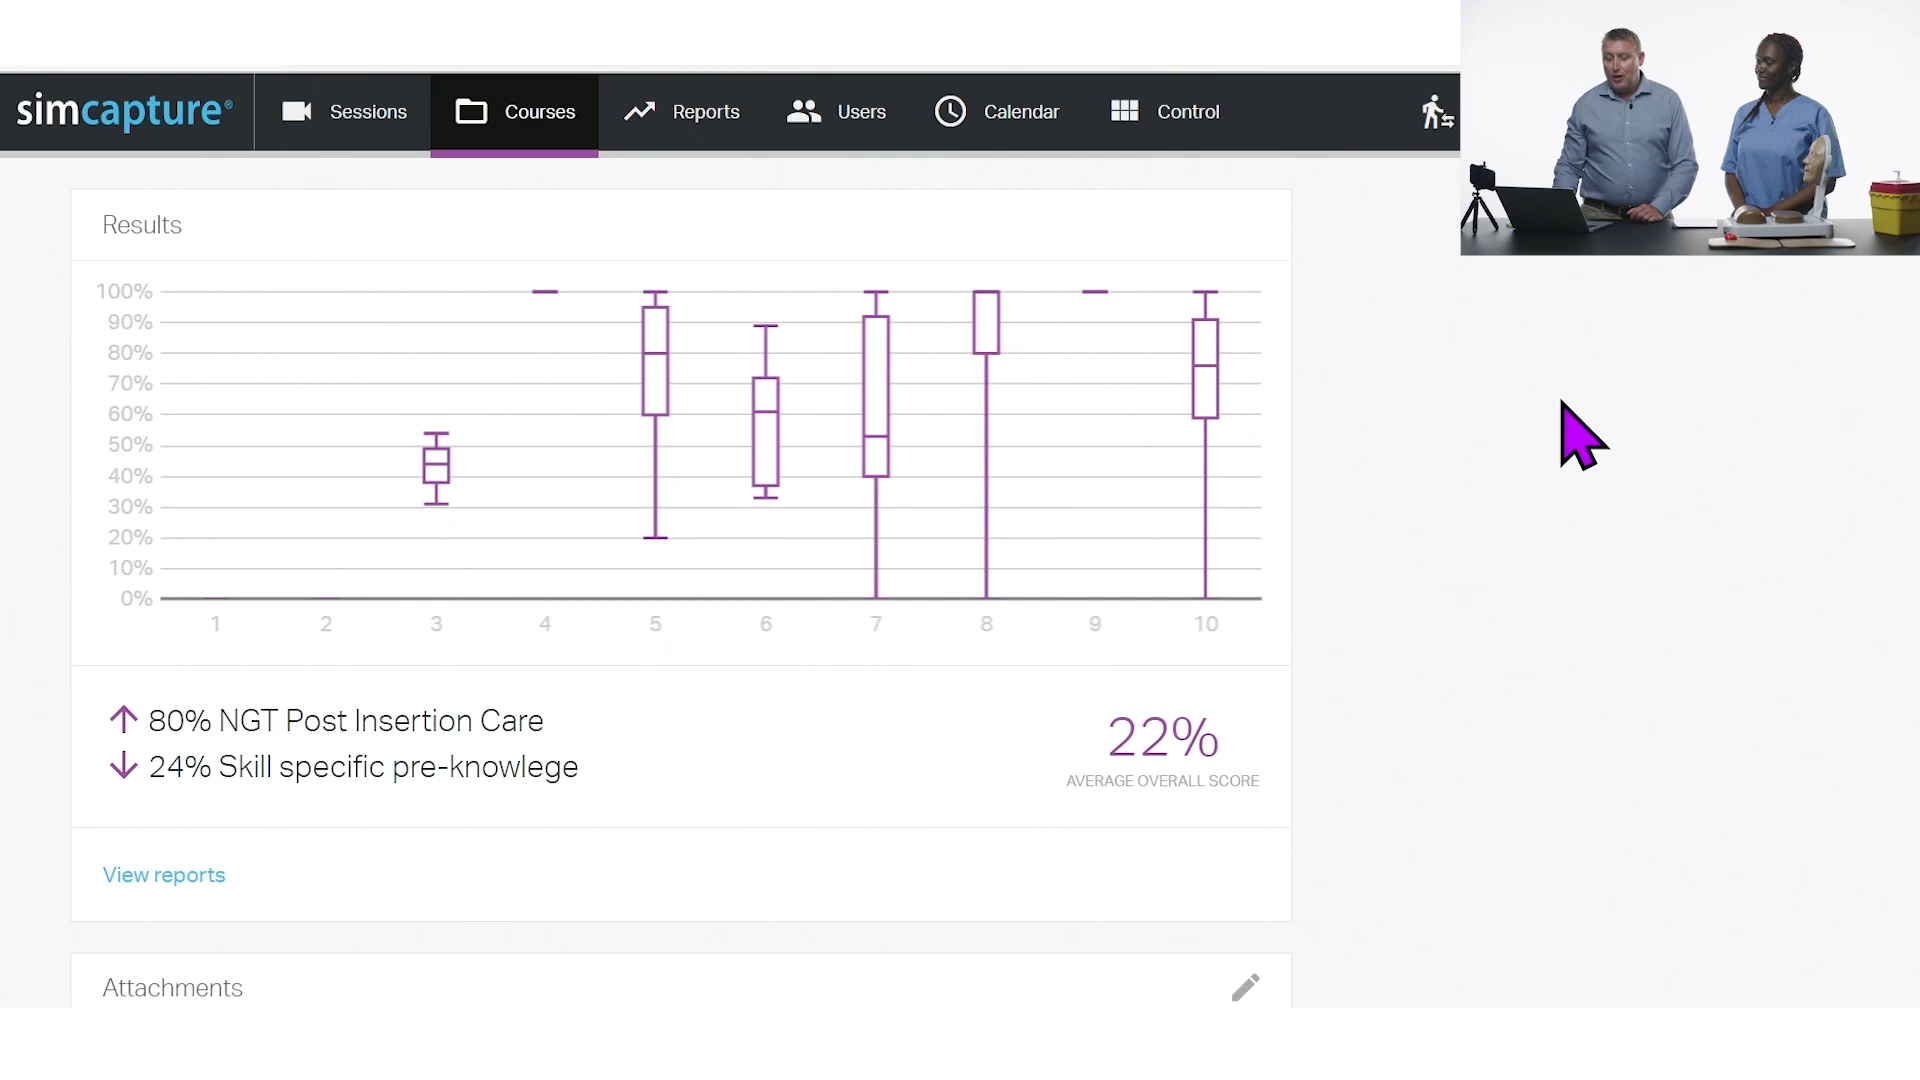 simcapture®
Sessions
Courses
Reports
Users
Calendar
Control
Results
100%
90%
80%
70%
60%
50%
40%
30%
20%
10%
0%
1 2 3 4 5 6 7 8 9 10
80% NGT Post Insertion Care
24% Skill specific pre-knowlege
22%
AVERAGE OVERALL SCORE
View reports
Attachments